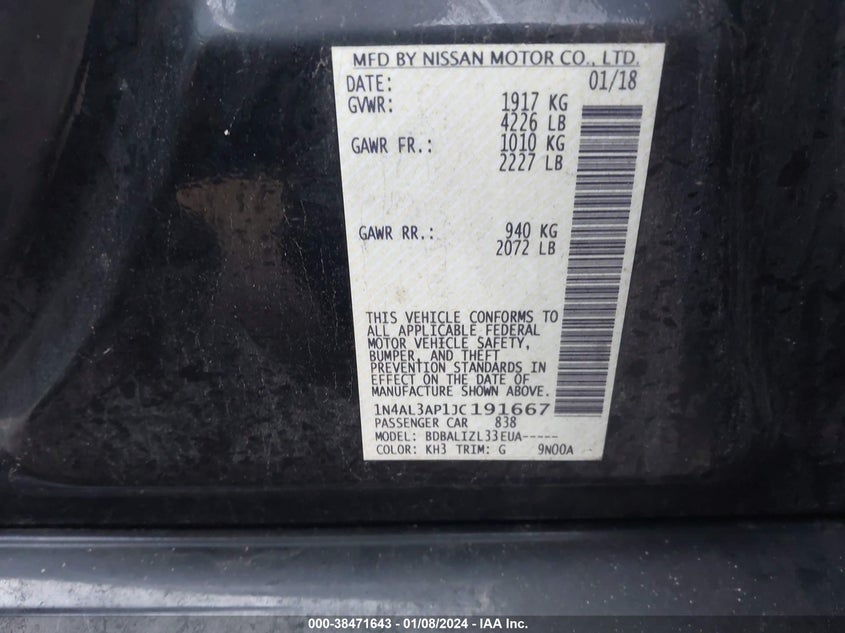 MFD BY NISSAN MOTOR CO., LTD.
DATE: 01/18
GVWR: 1917 KG
4226 LB
GAWR FR.: 1010 KG
2227 LB
GAWR RR.: 940 KG
2072 LB
THIS VEHICLE CONFORMS TO
ALL APPLICABLE FEDERAL
MOTOR VEHICLE SAFETY,
BUMPER, AND THEFT
PREVENTION STANDARDS IN
EFFECT ON THE DATE OF
MANUFACTURE SHOWN ABOVE.
1N4AL3AP1JC191667
PASSENGER CAR 838
MODEL: BDBALIZL33EUA-----
COLOR: KH3 TRIM: G 9N00A
000-38471643 | 01/08/2024 - IAA Inc.